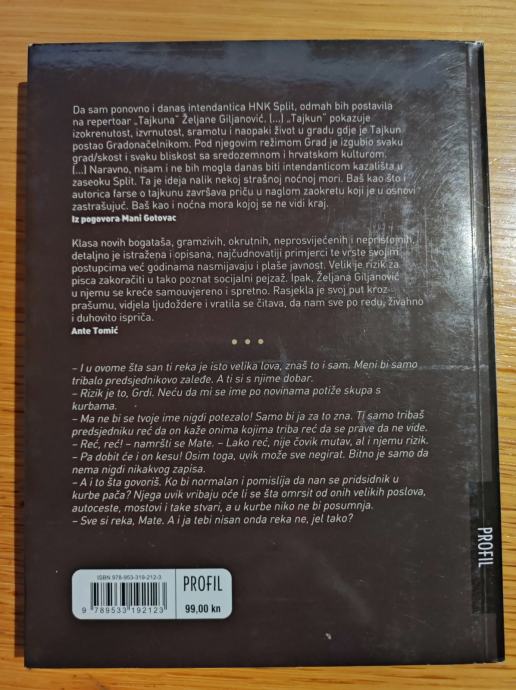 Da sam ponovno i danas intendantica HNK Split, odmah bih postavila
na repertoar „Tajkuna" Željane Giljanović. (...) „Tajkun" pokazuje
izokrenutost, izvrnutost, sramotu i naopaki život u gradu gdje je Tajkun
postao Gradonačelnikom. Pod njegovim režimom Grad je izgubio svaku
grad/skost i svaku bliskost sa sredozemnom i hrvatskom kulturom.
(...) Naravno, nisam i ne bih mogla danas biti intendanticom kazališta u
zaseoku Split. Ta je ideja nalik nekoj strašnoj noćnoj mori. Baš kao što i
autorica farse o tajkunu završava priču u naglom zaokretu koji je u osnovi
zastrašujuć. Baš kao i noćna mora kojoj se ne vidi kraj.
Iz pogovora Mani Gotovac
Klasa novih bogataša, gramzivih, okrutnih, neprosvijećenih i nepristojnih,
detaljno je istražena i opisana, najčudnovatiji primjerci te vrste svojim
postupcima već godinama nasmijavaju i plaše javnost. Velik je rizik za
pisca zakoračiti u tako poznat socijalni pejzaž. Ipak, Željana Giljanović
u njemu se kreće samouvjereno i spretno. Rasjekla je svoj put kroz
prašumu, vidjela ljudoždere i vratila se čitava, da nam sve po redu, živahno
i duhovito ispriča.
Ante Tomić
– I u ovome šta san ti reka je isto velika lova, znaš to i sam. Meni bi samo
tribalo predsjednikovo zaleđe. A ti si s njime dobar.
– Rizik je to, Grdi. Neću da mi se ime po novinama potiže skupa s
kurbama.
– Ma ne bi se tvoje ime nigdi potezalo! Samo bi ja za to zna. Ti samo tribaš
predsjedniku reć da on kaže onima kojima triba reć da se prave da ne vide.
– Reć, reć! – namršti se Mate. – Lako reć, nije čovik mutav, al i njemu rizik.
– Pa dobit će i on kesu! Osim toga, uvik može sve negirat. Bitno je samo da
nema nigdi nikakvog zapisa.
– A i to šta govoriš. Ko bi normalan i pomislija da nan se pridsidnik u
kurbe pača? Njega uvik vribaju oće li se šta omrsit od onih velikih poslova,
autoceste, mostovi i take stvari, a u kurbe niko ne bi posumnja.
– Sve si reka, Mate. A i ja tebi nisan onda reka ne, jel tako?
ISBN 978-953-319-212-3
9 789533 192123
PROFIL
99,00 kn
PROFIL